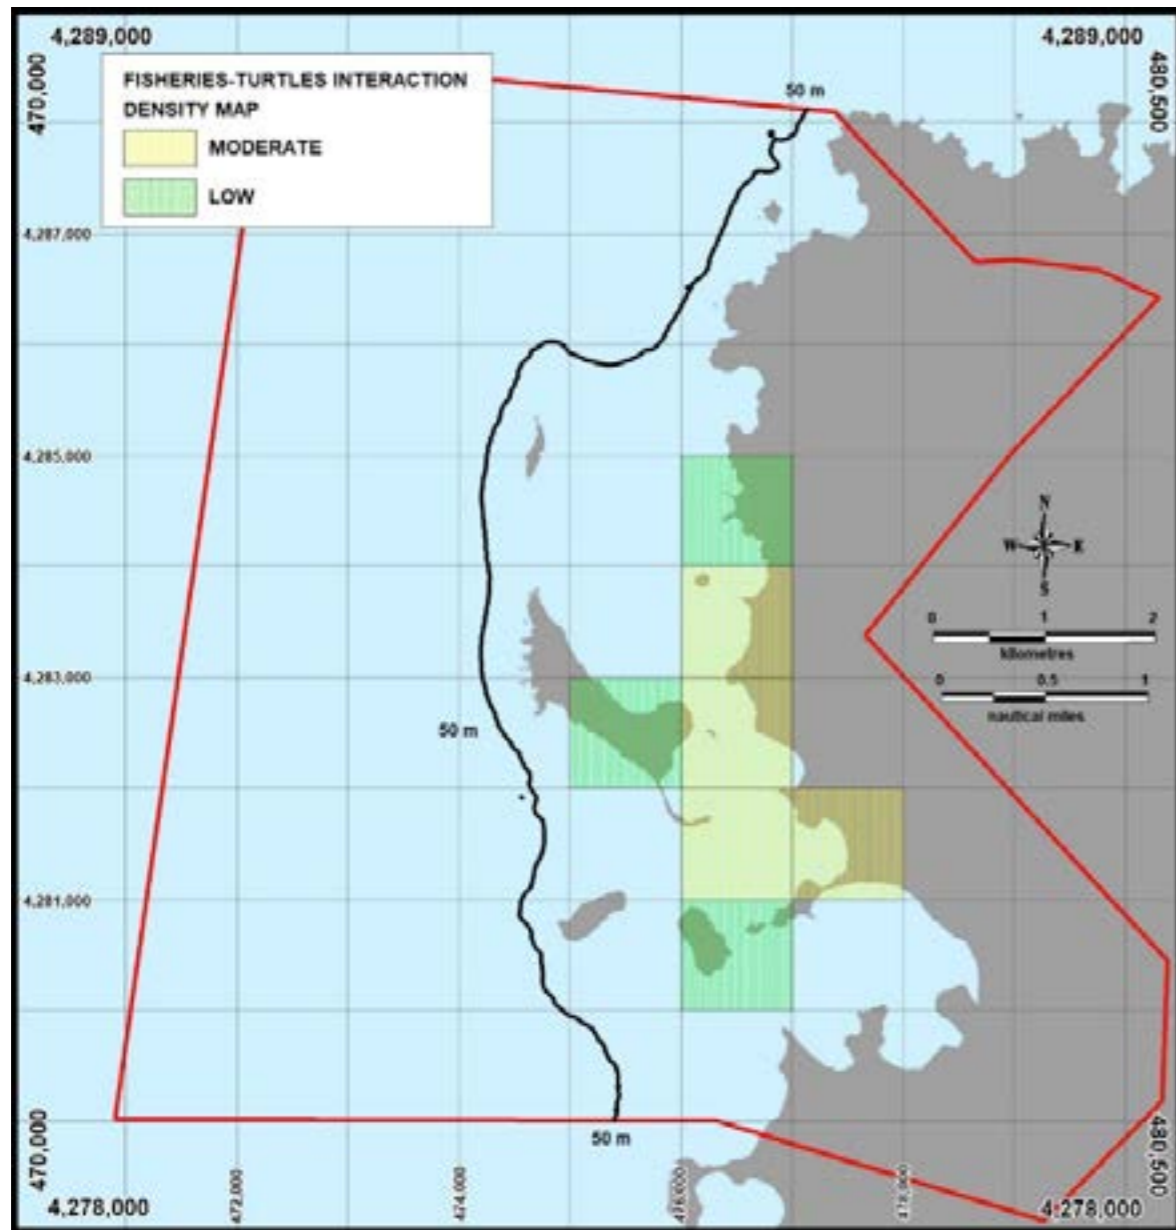 4,289,000
4,289,000
470,000
480,500
FISHERIES-TURTLES INTERACTION
DENSITY MAP
MODERATE
LOW
50 m
4,287,000
4,285,000
N
W E
S
0 1 2
kilometres
4,283,000
0 0.5 1
nautical miles
50 m
4,281,000
50 m
470,000
480,500
4,278,000
472,000
474,000
476,000
478,000
4,278,000